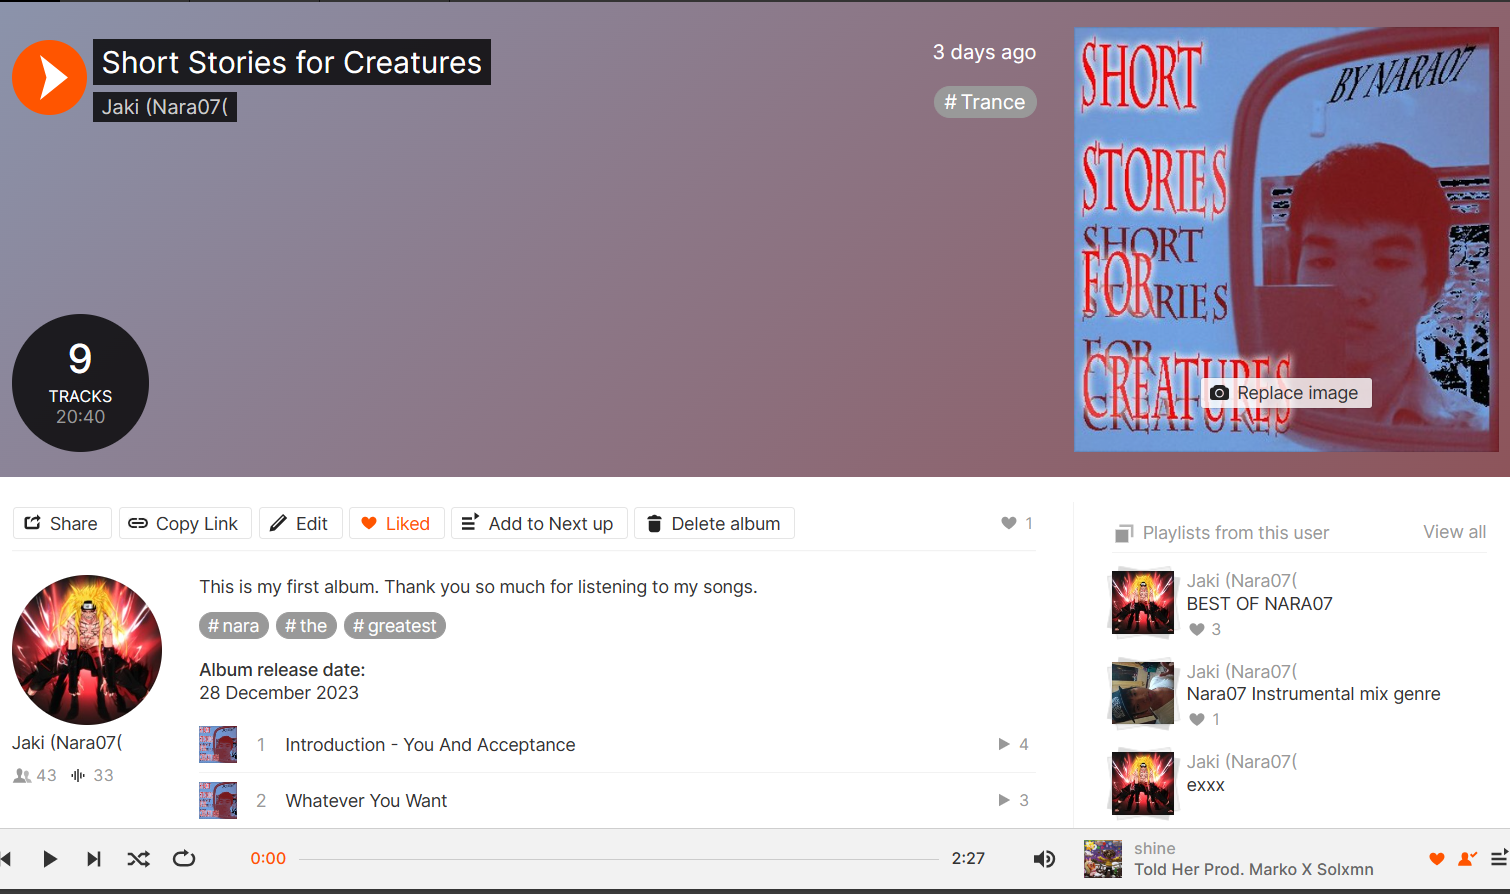 Short Stories for Creatures
Jaki (Nara07(
3 days ago
# Trance
9
TRACKS
20:40
SHORT
STORIES
FOR
CREATURES
BY NARA07
SHORT
STORIES
FOR
CREATURES
Replace image
Share
Copy Link
Edit
Liked
Add to Next up
Delete album
1
This is my first album. Thank you so much for listening to my songs.
# nara # the # greatest
Album release date:
28 December 2023
Jaki (Nara07(
43 33
1 Introduction - You And Acceptance 4
2 Whatever You Want 3
Playlists from this user View all
Jaki (Nara07(
BEST OF NARA07
3
Jaki (Nara07(
Nara07 Instrumental mix genre
1
Jaki (Nara07(
exxx
0:00 2:27
shine
Told Her Prod. Marko X Solxmn